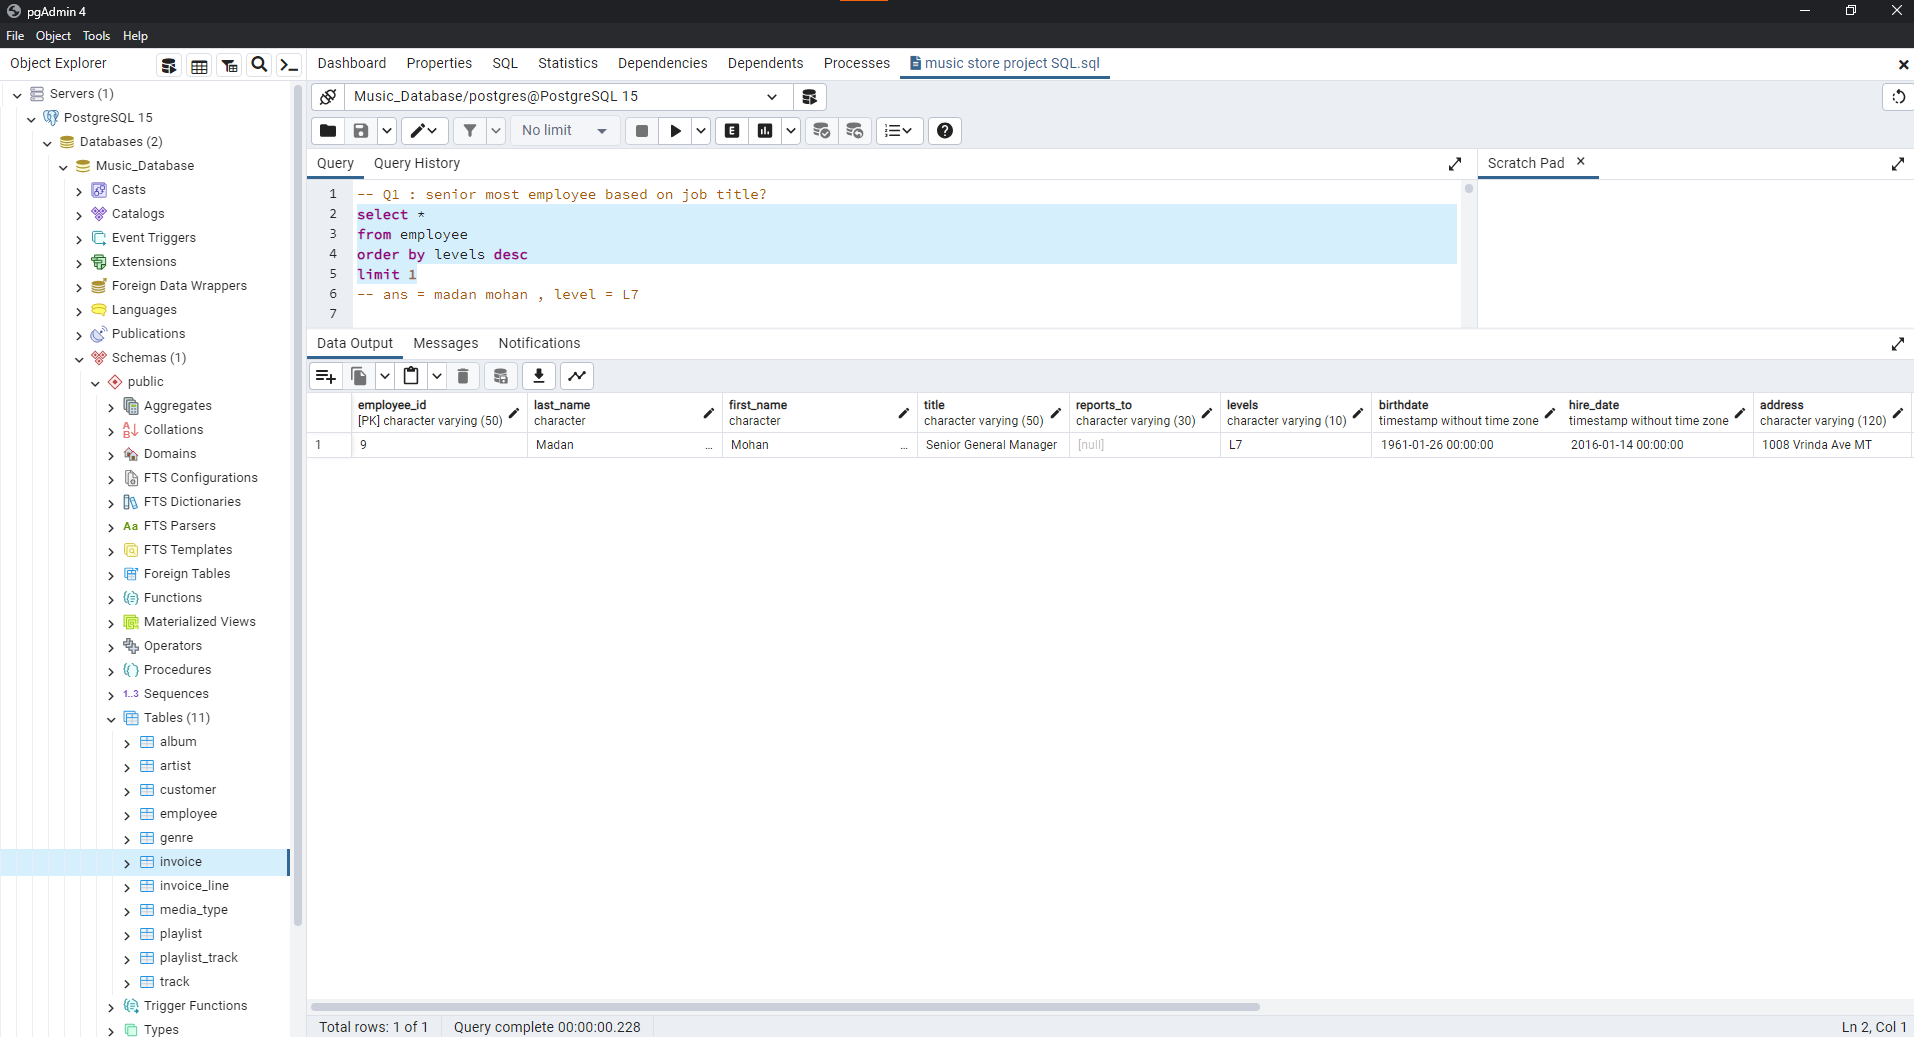 pgAdmin 4
File Object Tools Help
Object Explorer
Dashboard Properties SQL Statistics Dependencies Dependents Processes music store project SQL.sql
Servers (1)
PostgreSQL 15
Databases (2)
Music_Database
Casts
Catalogs
Event Triggers
Extensions
Foreign Data Wrappers
Languages
Publications
Schemas (1)
public
Aggregates
Collations
Domains
FTS Configurations
FTS Dictionaries
Aa FTS Parsers
FTS Templates
Foreign Tables
Functions
Materialized Views
Operators
Procedures
1..3 Sequences
Tables (11)
album
artist
customer
employee
genre
invoice
invoice_line
media_type
playlist
playlist_track
track
Trigger Functions
Types
Music_Database/postgres@PostgreSQL 15
No limit
E
Query Query History
Scratch Pad
1 -- Q1 : senior most employee based on job title?
2 select *
3 from employee
4 order by levels desc
5 limit 1
6 -- ans = madan mohan , level = L7
7
Data Output Messages Notifications
employee_id last_name first_name title reports_to levels birthdate hire_date address
[PK] character varying (50) character character character varying (50) character varying (30) character varying (10) timestamp without time zone timestamp without time zone character varying (120)
1 9 Madan ... Mohan ... Senior General Manager [null] L7 1961-01-26 00:00:00 2016-01-14 00:00:00 1008 Vrinda Ave MT
Total rows: 1 of 1 Query complete 00:00:00.228 Ln 2, Col 1